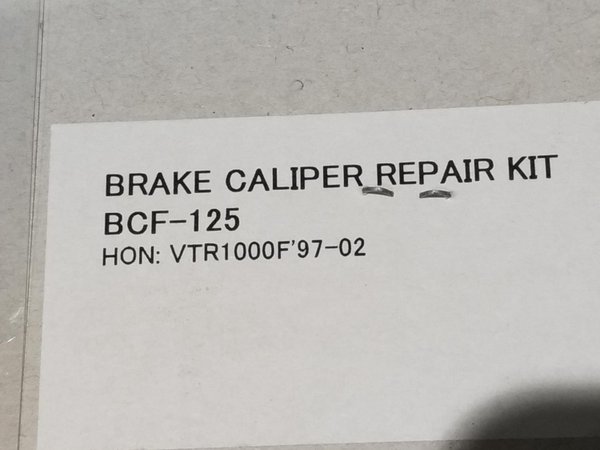 BRAKE CALIPER REPAIR KIT
BCF-125
HON: VTR1000F'97-02